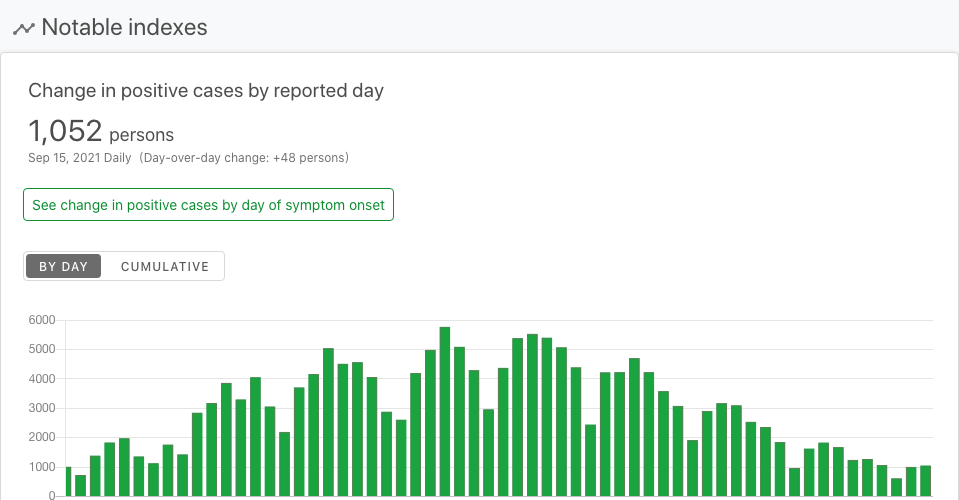 Notable indexes
Change in positive cases by reported day
1,052 persons
Sep 15, 2021 Daily (Day-over-day change: +48 persons)
See change in positive cases by day of symptom onset
BY DAY CUMULATIVE
6000
5000
4000
3000
2000
1000
0